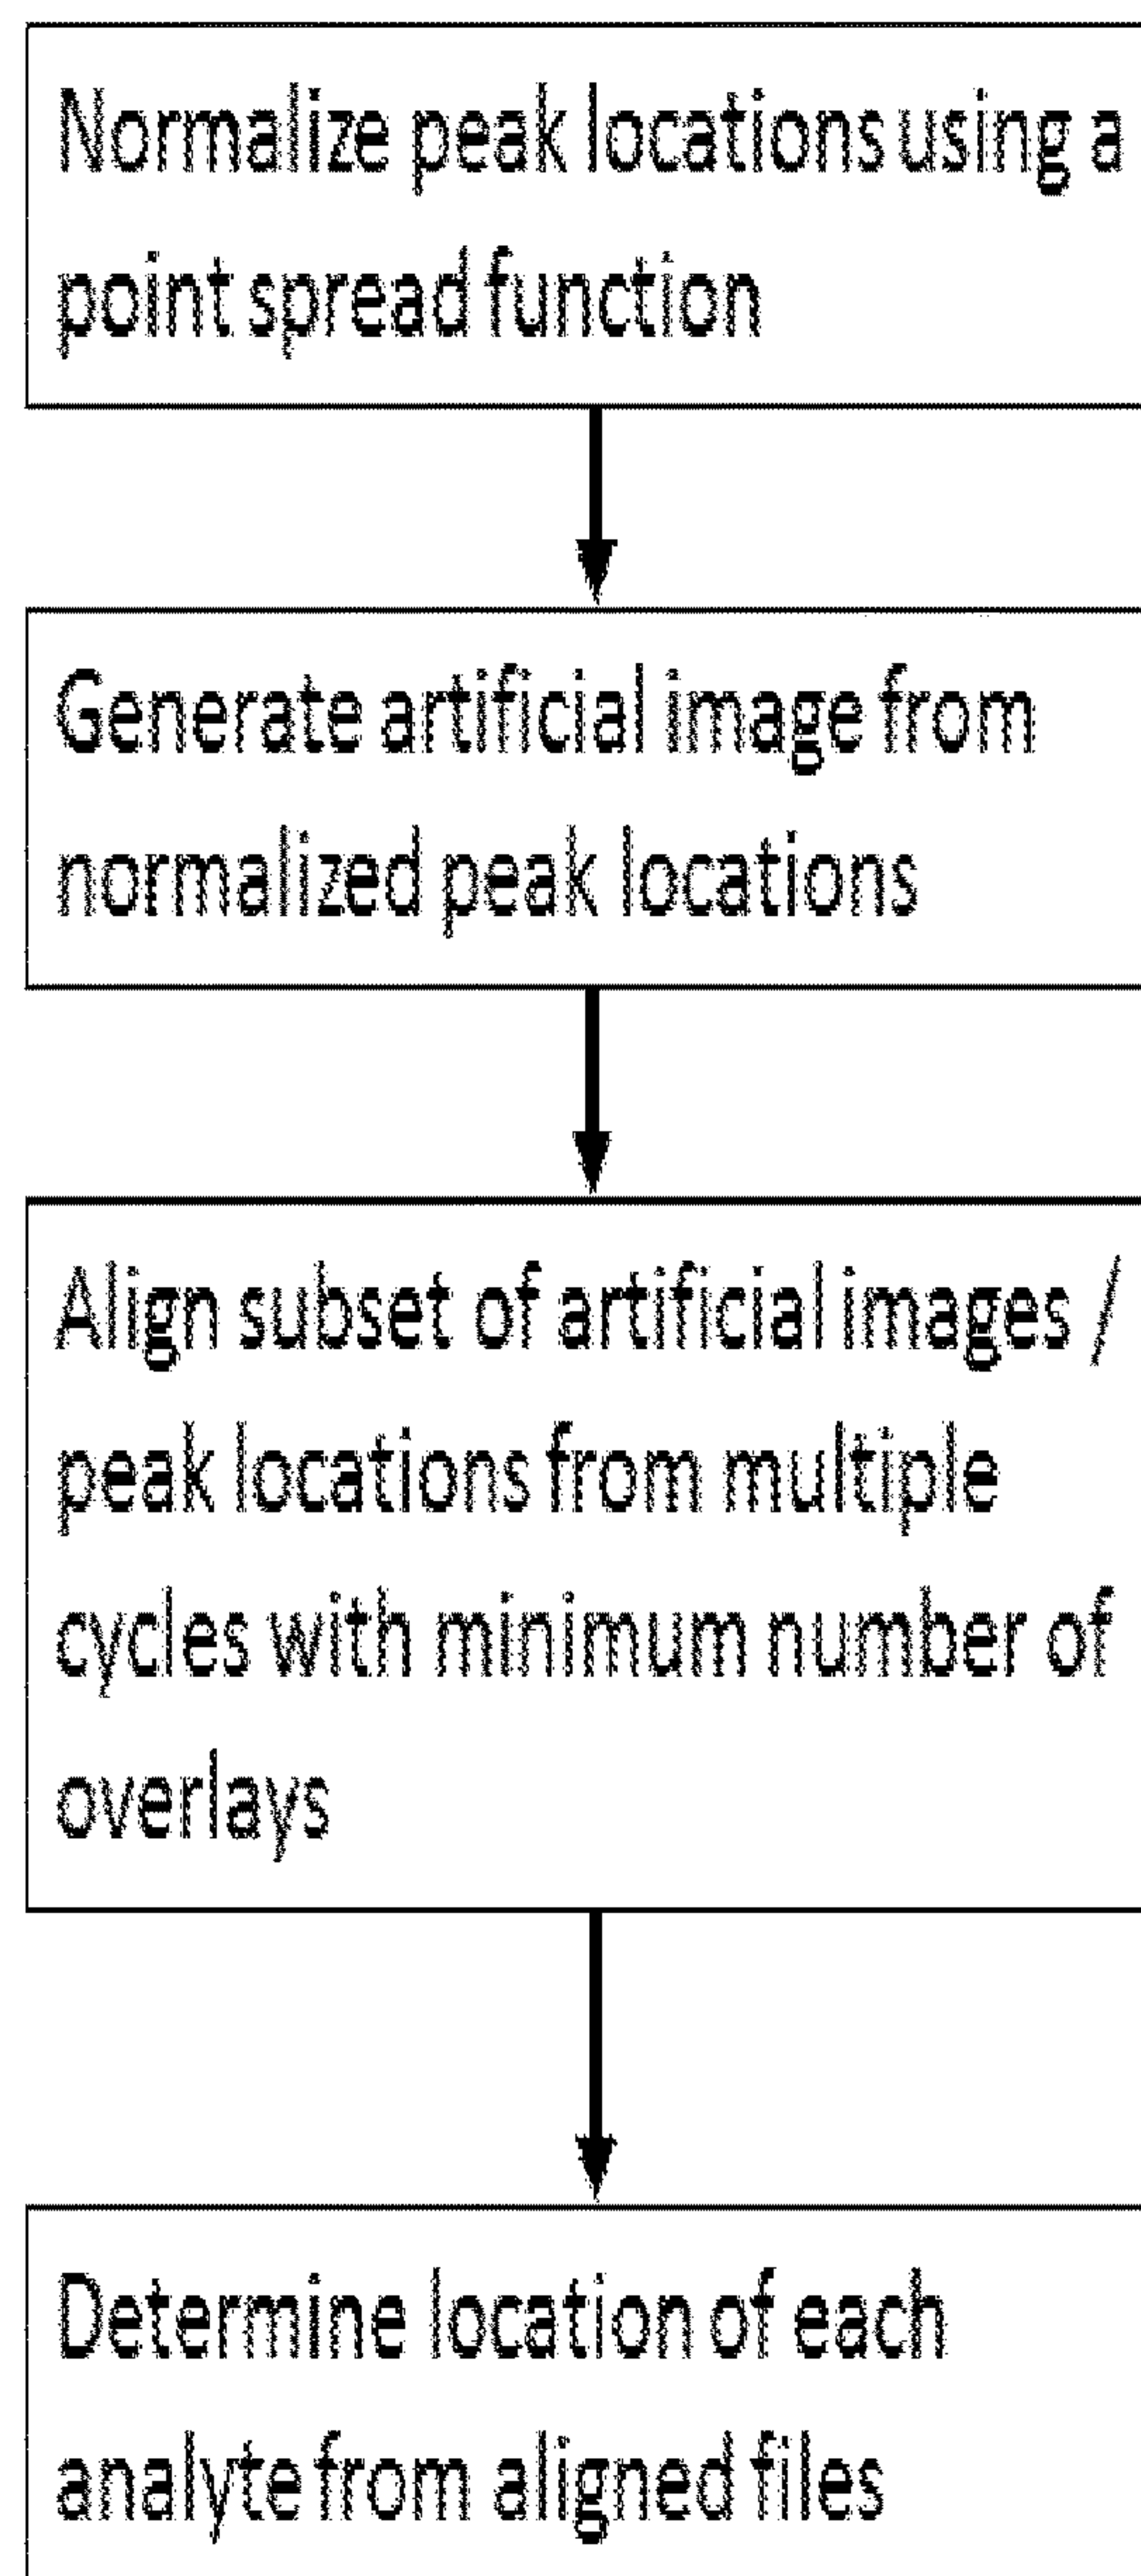 Normalize peak locations using a
point spread function
Generate artificial image from
normalized peak locations
Align subset of artificial images /
peak locations from multiple
cycles with minimum number of
overlays
Determine location of each
analyte from aligned files